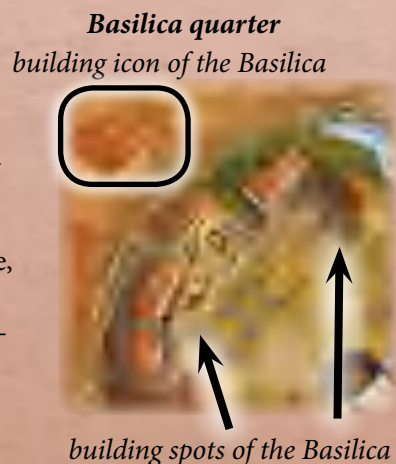 Basilica quarter
building icon of the Basilica
e,
-
building spots of the Basilica